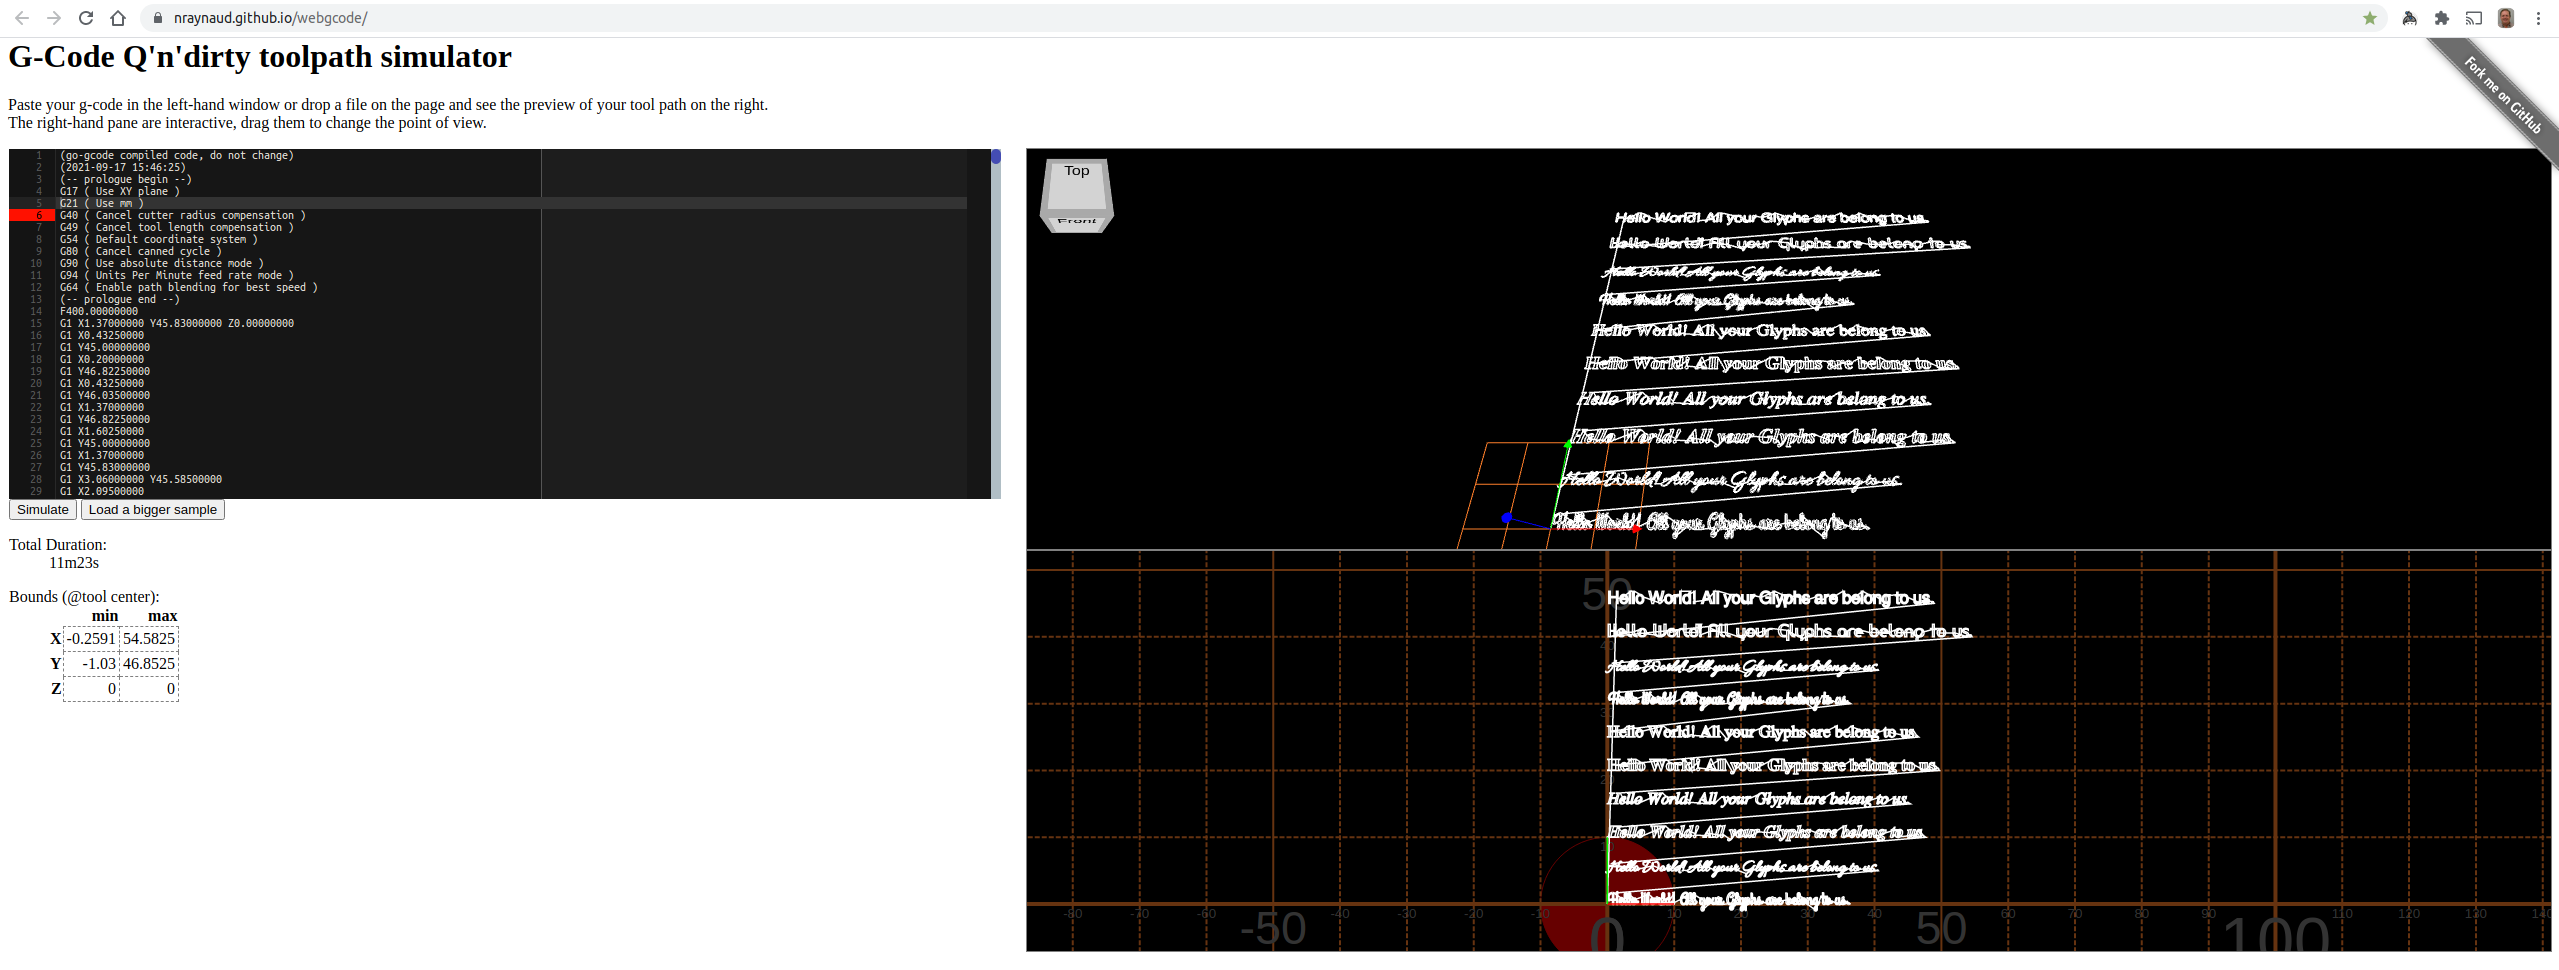 nraynaud.github.io/webgcode/
G-Code Q'n'dirty toolpath simulator
Fork me on GitHub
Paste your g-code in the left-hand window or drop a file on the page and see the preview of your tool path on the right.
The right-hand pane are interactive, drag them to change the point of view.
1 (go-gcode compiled code, do not change)
2 (2021-09-17 15:46:25)
3 (-- prologue begin --)
4 G17 ( Use XY plane )
5 G21 ( Use mm )
6 G40 ( Cancel cutter radius compensation )
7 G49 ( Cancel tool length compensation )
8 G54 ( Default coordinate system )
9 G80 ( Cancel canned cycle )
10 G90 ( Use absolute distance mode )
11 G94 ( Units Per Minute feed rate mode )
12 G64 ( Enable path blending for best speed )
13 (-- prologue end --)
14 F400.00000000
15 G1 X1.37000000 Y45.83000000 Z0.00000000
16 G1 X0.43250000
17 G1 Y45.00000000
18 G1 X0.20000000
19 G1 Y46.82250000
20 G1 X0.43250000
21 G1 Y46.03500000
22 G1 X1.37000000
23 G1 Y46.82250000
24 G1 X1.60250000
25 G1 Y45.00000000
26 G1 X1.37000000
27 G1 Y45.83000000
28 G1 X3.06000000 Y45.58500000
29 G1 X2.09500000
Simulate Load a bigger sample
Total Duration:
11m23s
Bounds (@tool center):
min max
X -0.2591 54.5825
Y -1.03 46.8525
Z 0 0
Top
Front
Hello World! All your Glyphs are belong to us.
Hello World! All your Glyphs are belong to us.
Hello World! All your Glyphs are belong to us.
Hello World! All your Glyphs are belong to us.
Hello World! All your Glyphs are belong to us.
Hello World! All your Glyphs are belong to us.
Hello World! All your Glyphs are belong to us.
Hello World! All your Glyphs are belong to us.
Hello World! All your Glyphs are belong to us.
Hello World! All your Glyphs are belong to us.
50
Hello World! All your Glyphs are belong to us.
Hello World! All your Glyphs are belong to us.
Hello World! All your Glyphs are belong to us.
Hello World! All your Glyphs are belong to us.
Hello World! All your Glyphs are belong to us.
Hello World! All your Glyphs are belong to us.
Hello World! All your Glyphs are belong to us.
Hello World! All your Glyphs are belong to us.
Hello World! All your Glyphs are belong to us.
Hello World! All your Glyphs are belong to us.
-80 -70 -60 -40 -30 -20 -10 10 20 30 40 60 70 80 90 110 120 130
-50 0 50 100